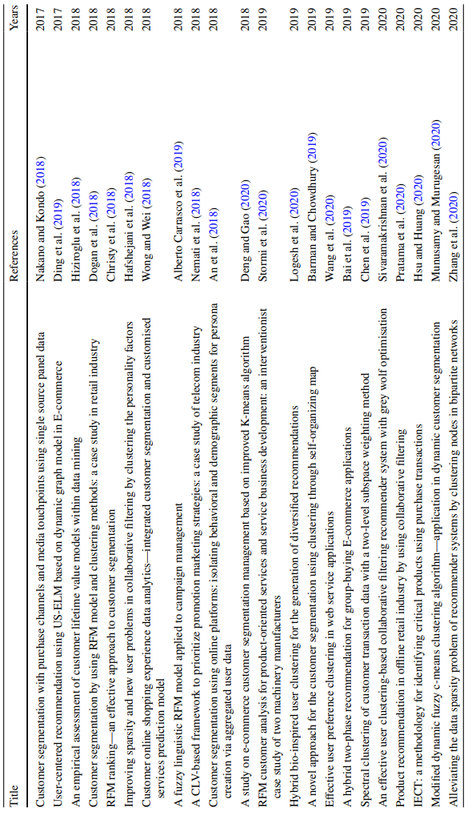 Title References Years
Customer segmentation with purchase channels and media touchpoints using single source panel data Nakano and Kondo (2018) 2017
User-centered recommendation using US-ELM based on dynamic graph model in E-commerce Ding et al. (2019) 2017
An empirical assessment of customer lifetime value models within data mining Hiziroglu et al. (2018) 2018
Customer segmentation by using RFM model and clustering methods: a case study in retail industry Dogan et al. (2018) 2018
RFM ranking—an effective approach to customer segmentation Christy et al. (2018) 2018
Improving sparsity and new user problems in collaborative filtering by clustering the personality factors Hafshejani et al. (2018) 2018
Customer online shopping experience data analytics—integrated customer segmentation and customised Wong and Wei (2018) 2018
services prediction model
A fuzzy linguistic RFM model applied to campaign management Alberto Carrasco et al. (2019) 2018
A CLV-based framework to prioritize promotion marketing strategies: a case study of telecom industry Nemati et al. (2018) 2018
Customer segmentation using online platforms: isolating behavioral and demographic segments for persona An et al. (2018) 2018
creation via aggregated user data
A study on e-commerce customer segmentation management based on improved K-means algorithm Deng and Gao (2020) 2018
RFM customer analysis for product-oriented services and service business development: an interventionist Stormi et al. (2020) 2019
case study of two machinery manufacturers
Hybrid bio-inspired user clustering for the generation of diversified recommendations Logesh et al. (2020) 2019
A novel approach for the customer segmentation using clustering through self-organizing map Barman and Chowdhury (2019) 2019
Effective user preference clustering in web service applications Wang et al. (2020) 2019
A hybrid two-phase recommendation for group-buying E-commerce applications Bai et al. (2019) 2019
Spectral clustering of customer transaction data with a two-level subspace weighting method Chen et al. (2019) 2019
An effective user clustering-based collaborative filtering recommender system with grey wolf optimisation Sivaramakrishnan et al. (2020) 2020
Product recommendation in offline retail industry by using collaborative filtering Pratama et al. (2020) 2020
IECT: a methodology for identifying critical products using purchase transactions Hsu and Huang (2020) 2020
Modified dynamic fuzzy c-means clustering algorithm—application in dynamic customer segmentation Munusamy and Murugesan (2020) 2020
Alleviating the data sparsity problem of recommender systems by clustering nodes in bipartite networks Zhang et al. (2020) 2020